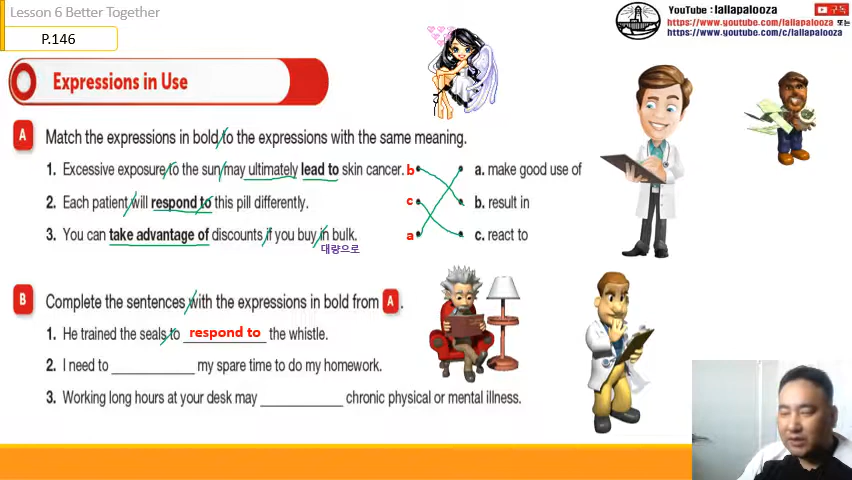 Lesson 6 Better Together
P.146
YouTube : lallapalooza 구독
https://www.youtube.com/lallapalooza 또는
https://www.youtube.com/c/lallapalooza
Expressions in Use
A Match the expressions in bold to the expressions with the same meaning.
1. Excessive exposure to the sun may ultimately lead to skin cancer. b a. make good use of
2. Each patient will respond to this pill differently. c b. result in
3. You can take advantage of discounts if you buy in bulk. a c. react to
대량으로
B Complete the sentences with the expressions in bold from A .
1. He trained the seals to respond to the whistle.
2. I need to ____________ my spare time to do my homework.
3. Working long hours at your desk may ____________ chronic physical or mental illness.